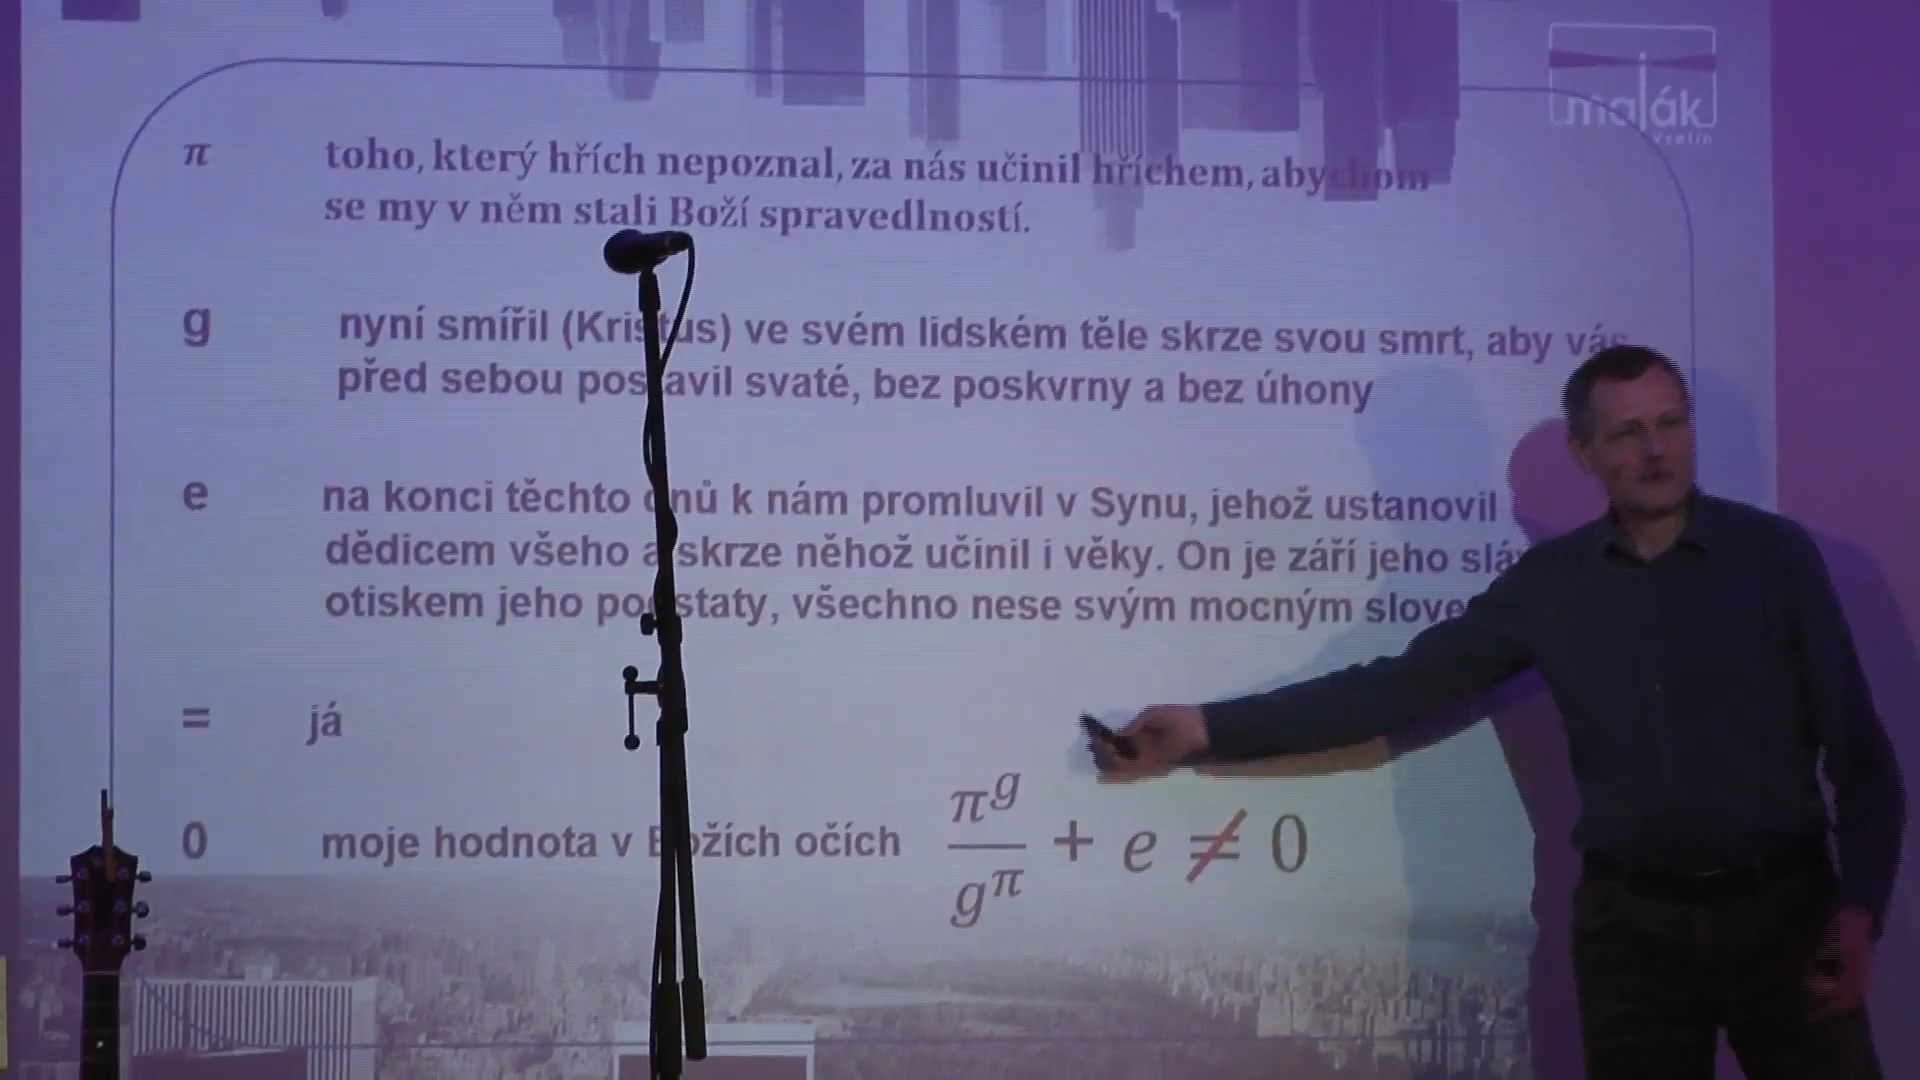 maják
Vsetín
π toho, který hřích nepoznal, za nás učinil hříchem, abychom
se my v něm stali Boží spravedlností.
g nyní smířil (Kristus) ve svém lidském těle skrze svou smrt, aby vás
před sebou postavil svaté, bez poskvrny a bez úhony
e na konci těchto dnů k nám promluvil v Synu, jehož ustanovil
dědicem všeho a skrze něhož učinil i věky. On je září jeho
otiskem jeho podstaty, všechno nese svým mocným
= já
0 moje hodnota v Božích očích π^g / g^π + e ≠ 0